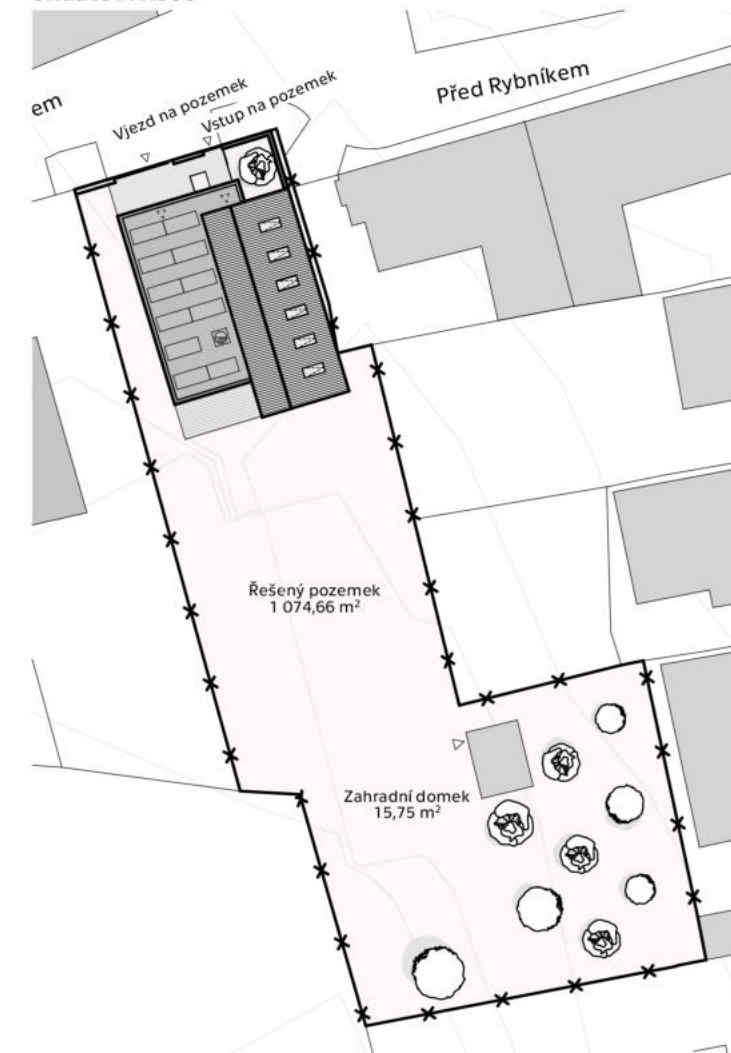 em
Vjezd na pozemek
Vstup na pozemek
Před Rybníkem
Řešený pozemek
1 074,66 m²
Zahradní domek
15,75 m²